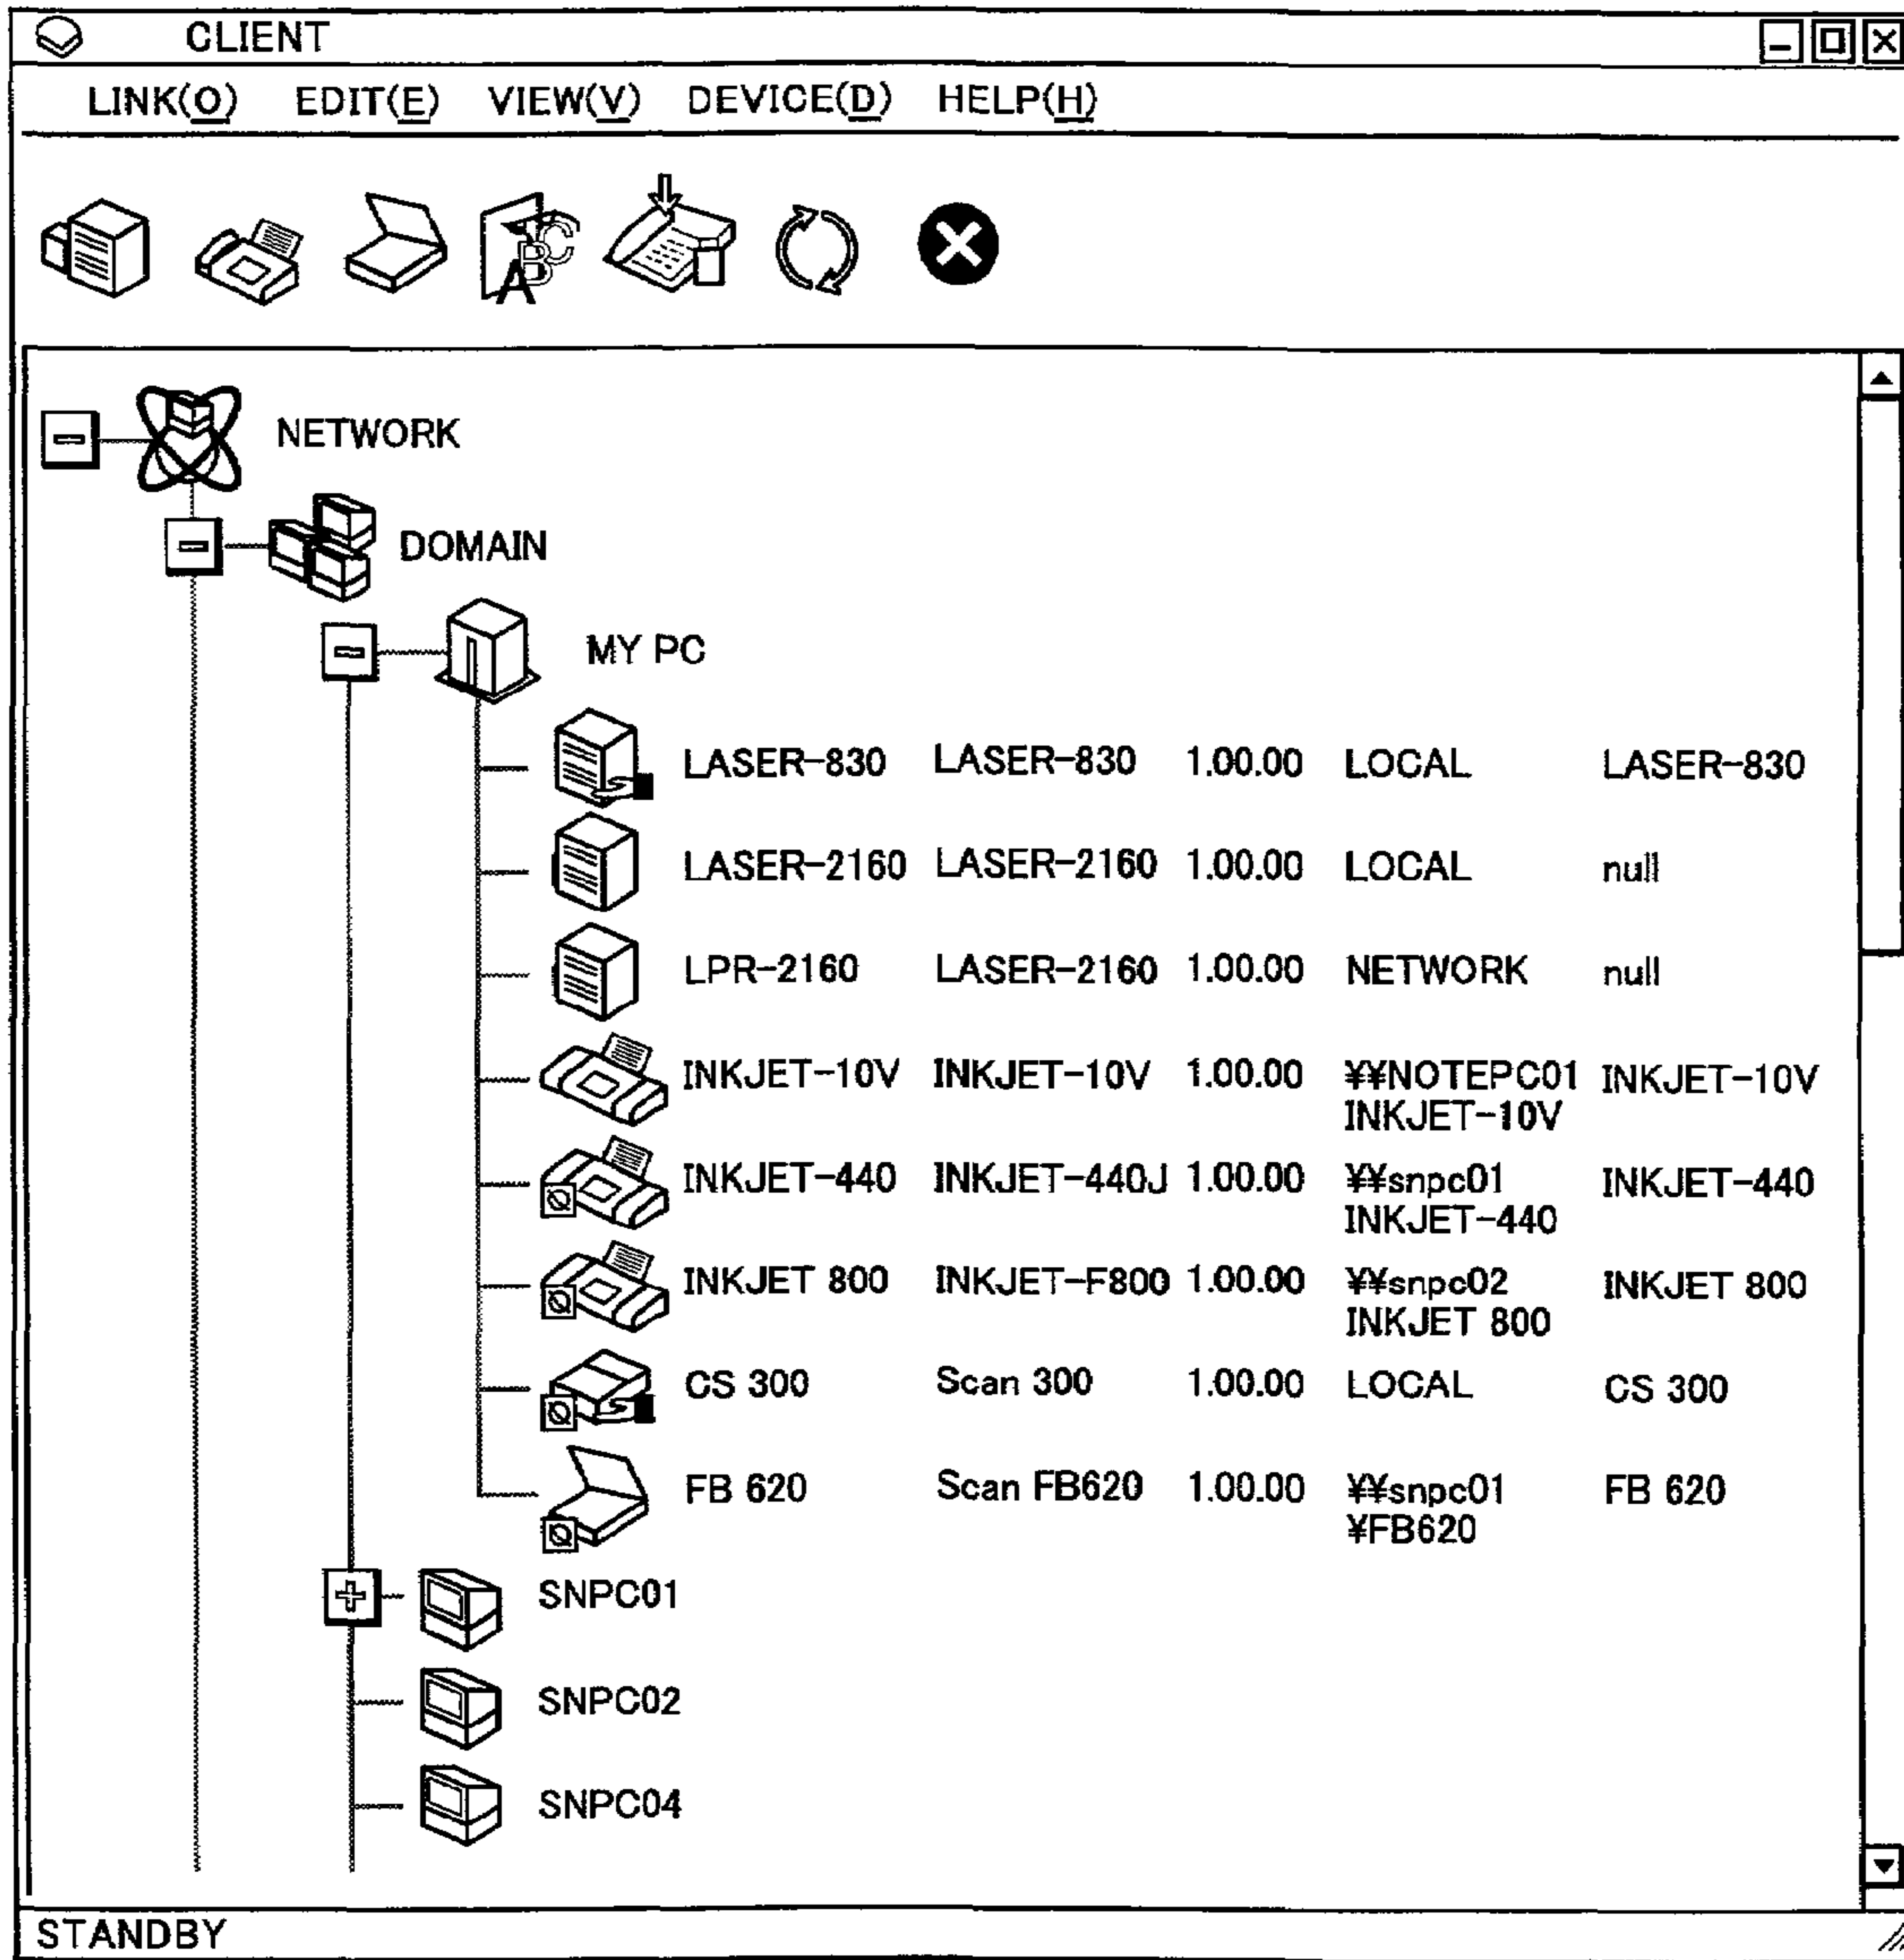 CLIENT
LINK(O) EDIT(E) VIEW(V) DEVICE(D) HELP(H)
ABC
NETWORK
DOMAIN
MY PC
LASER-830 LASER-830 1.00.00 LOCAL LASER-830
LASER-2160 LASER-2160 1.00.00 LOCAL null
LPR-2160 LASER-2160 1.00.00 NETWORK null
INKJET-10V INKJET-10V 1.00.00 ¥¥NOTEPC01 INKJET-10V
INKJET-10V
INKJET-440 INKJET-440J 1.00.00 ¥¥snpc01 INKJET-440
INKJET-440
INKJET 800 INKJET-F800 1.00.00 ¥¥snpc02 INKJET 800
INKJET 800
CS 300 Scan 300 1.00.00 LOCAL CS 300
FB 620 Scan FB620 1.00.00 ¥¥snpc01 FB 620
¥FB620
SNPC01
SNPC02
SNPC04
STANDBY